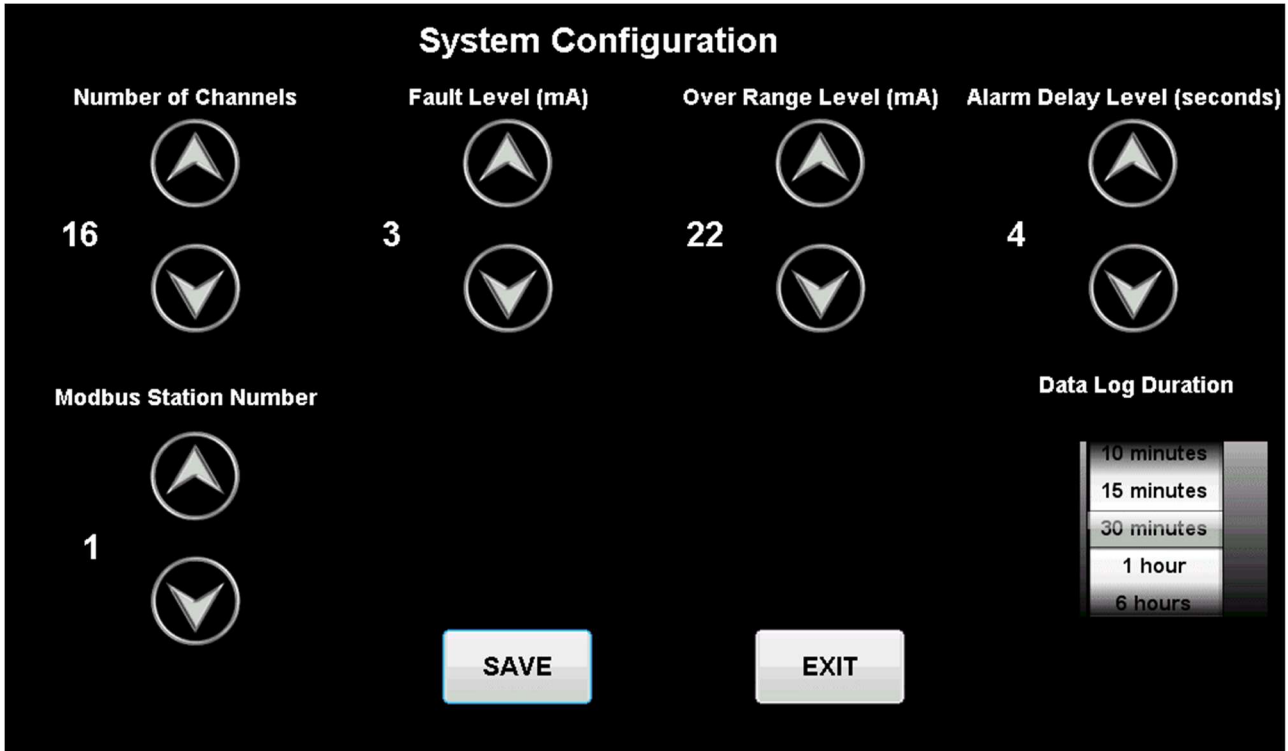 System Configuration
Number of Channels
Fault Level (mA)
Over Range Level (mA)
Alarm Delay Level (seconds)
16
3
22
4
Modbus Station Number
Data Log Duration
10 minutes
15 minutes
30 minutes
1 hour
6 hours
1
SAVE
EXIT